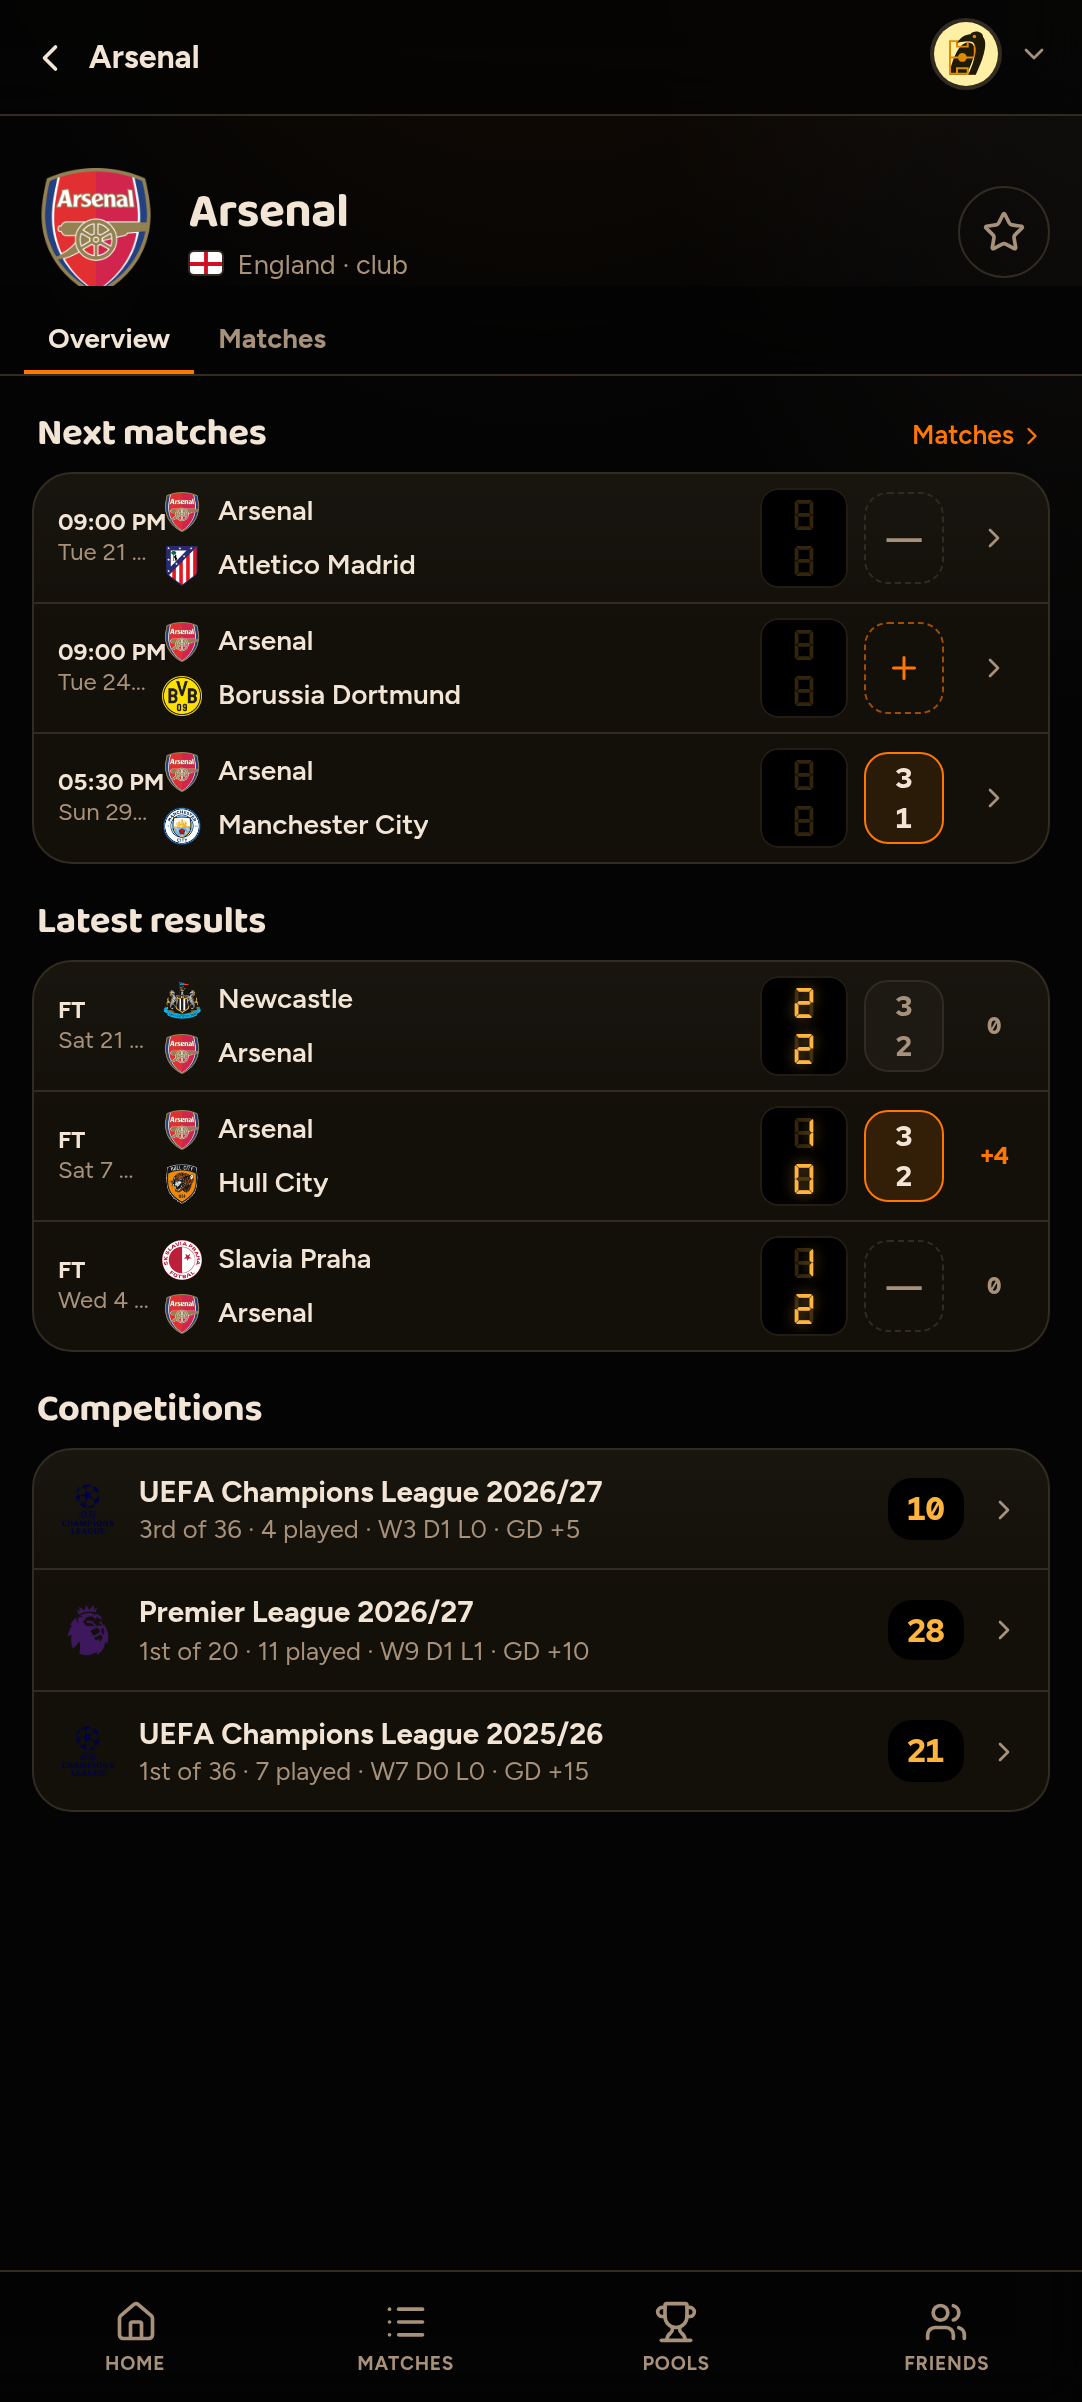 Arsenal
Arsenal
Arsenal
England · club
Overview
Matches
Next matches
Matches
09:00 PM
Tue 21 ...
Arsenal
Atletico Madrid
—
09:00 PM
Tue 24...
Arsenal
Borussia Dortmund
+
05:30 PM
Sun 29...
Arsenal
Manchester City
3
1
Latest results
FT
Sat 21 ...
Newcastle
Arsenal
2
2
3
2
0
FT
Sat 7 ...
Arsenal
Hull City
1
0
3
2
+4
FT
Wed 4 ...
Slavia Praha
Arsenal
1
2
—
0
Competitions
UEFA Champions League 2026/27
3rd of 36 · 4 played · W3 D1 L0 · GD +5
10
Premier League 2026/27
1st of 20 · 11 played · W9 D1 L1 · GD +10
28
UEFA Champions League 2025/26
1st of 36 · 7 played · W7 D0 L0 · GD +15
21
HOME
MATCHES
POOLS
FRIENDS